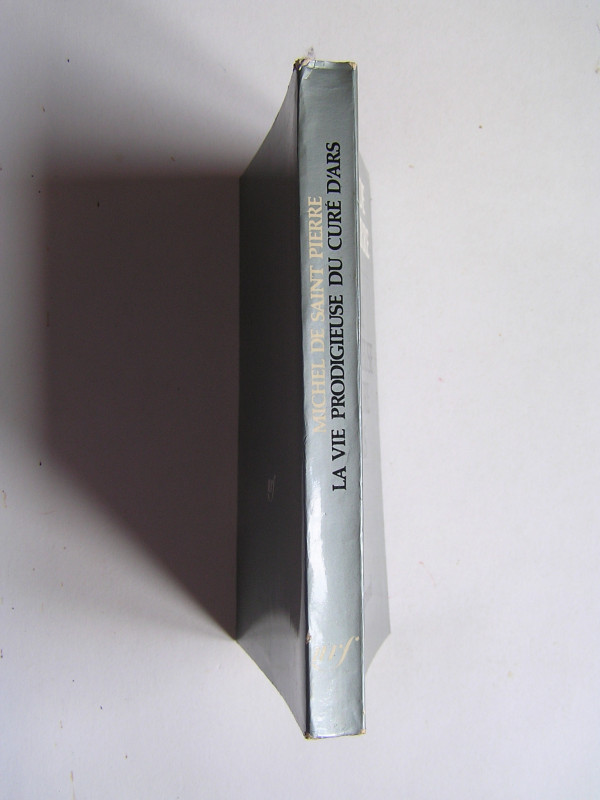 MICHEL DE SAINT PIERRE
LA VIE PRODIGIEUSE DU CURÉ D'ARS
nrf